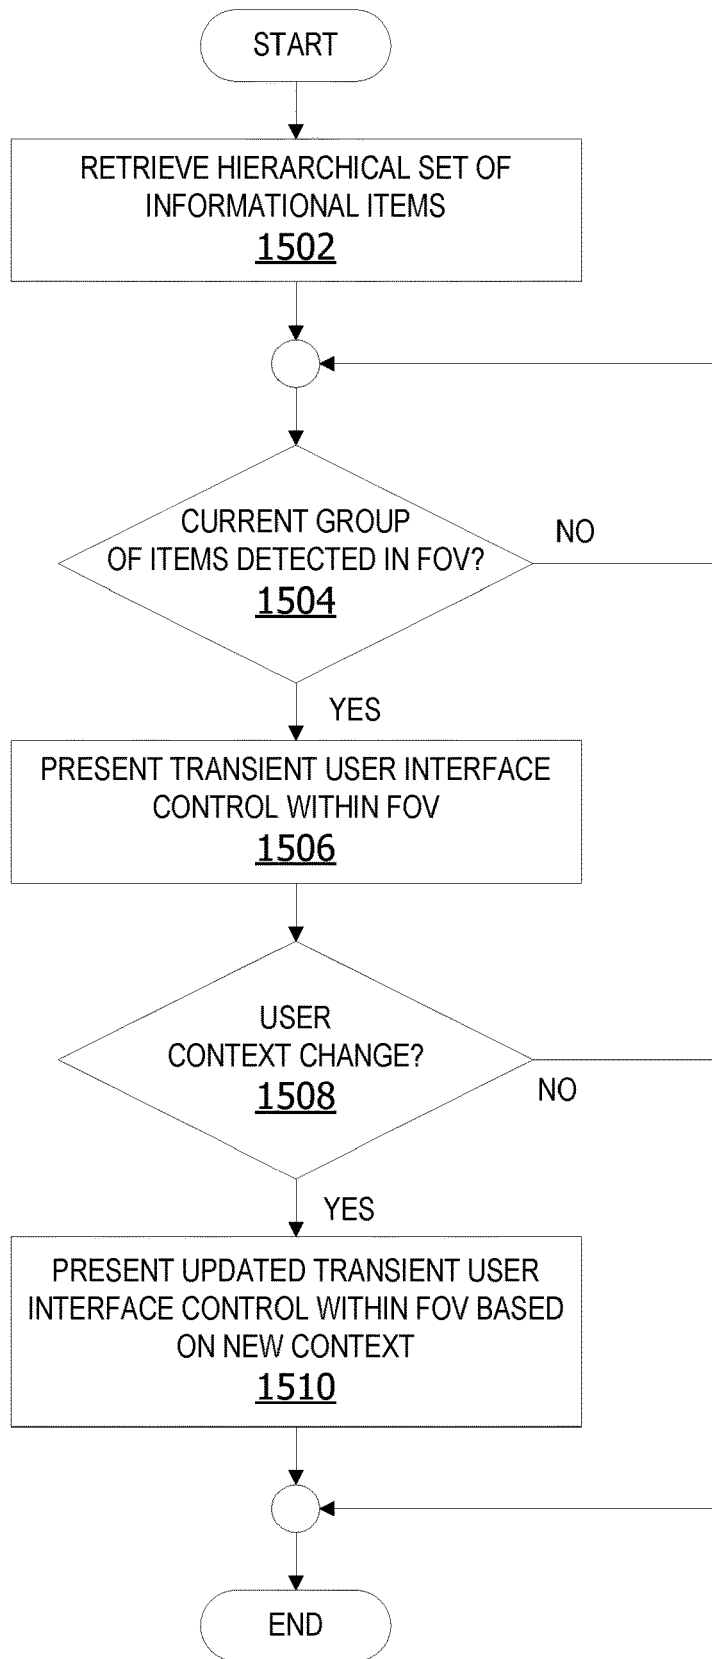 START
RETRIEVE HIERARCHICAL SET OF
INFORMATIONAL ITEMS
1502
CURRENT GROUP
OF ITEMS DETECTED IN FOV?
1504
NO
YES
PRESENT TRANSIENT USER INTERFACE
CONTROL WITHIN FOV
1506
USER
CONTEXT CHANGE?
1508
NO
YES
PRESENT UPDATED TRANSIENT USER
INTERFACE CONTROL WITHIN FOV BASED
ON NEW CONTEXT
1510
END